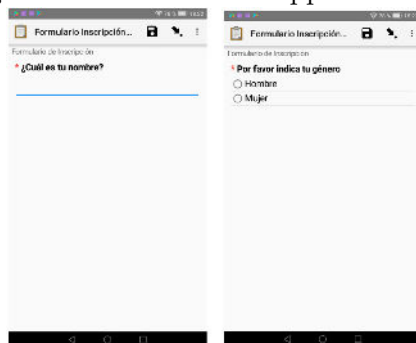 Formulario Inscripción...
Formulario de Inscripción
* ¿Cuál es tu nombre?
Formulario Inscripción...
Formulario de Inscripción
* Por favor indica tu género
Hombre
Mujer